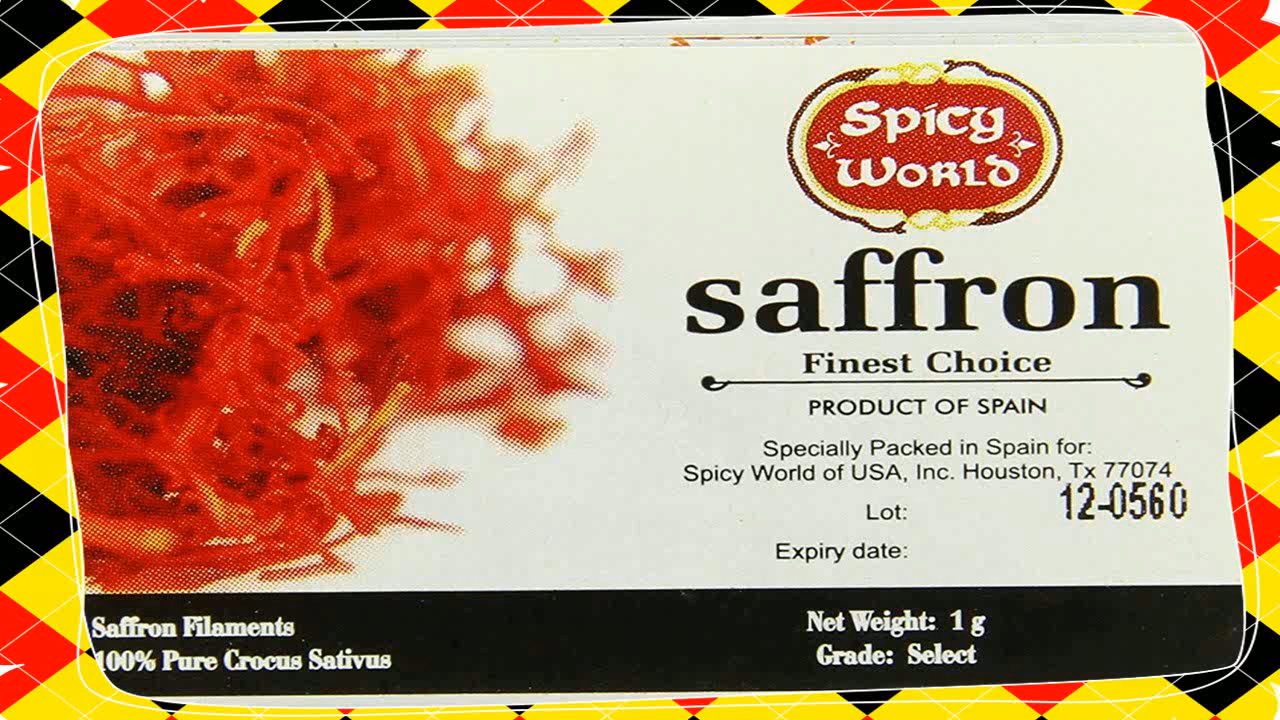 Spicy
World
saffron
Finest Choice
PRODUCT OF SPAIN
Specially Packed in Spain for:
Spicy World of USA, Inc. Houston, Tx 77074
12-0560
Lot:
Expiry date:
Saffron Filaments
100% Pure Crocus Sativus
Net Weight: 1 g
Grade: Select